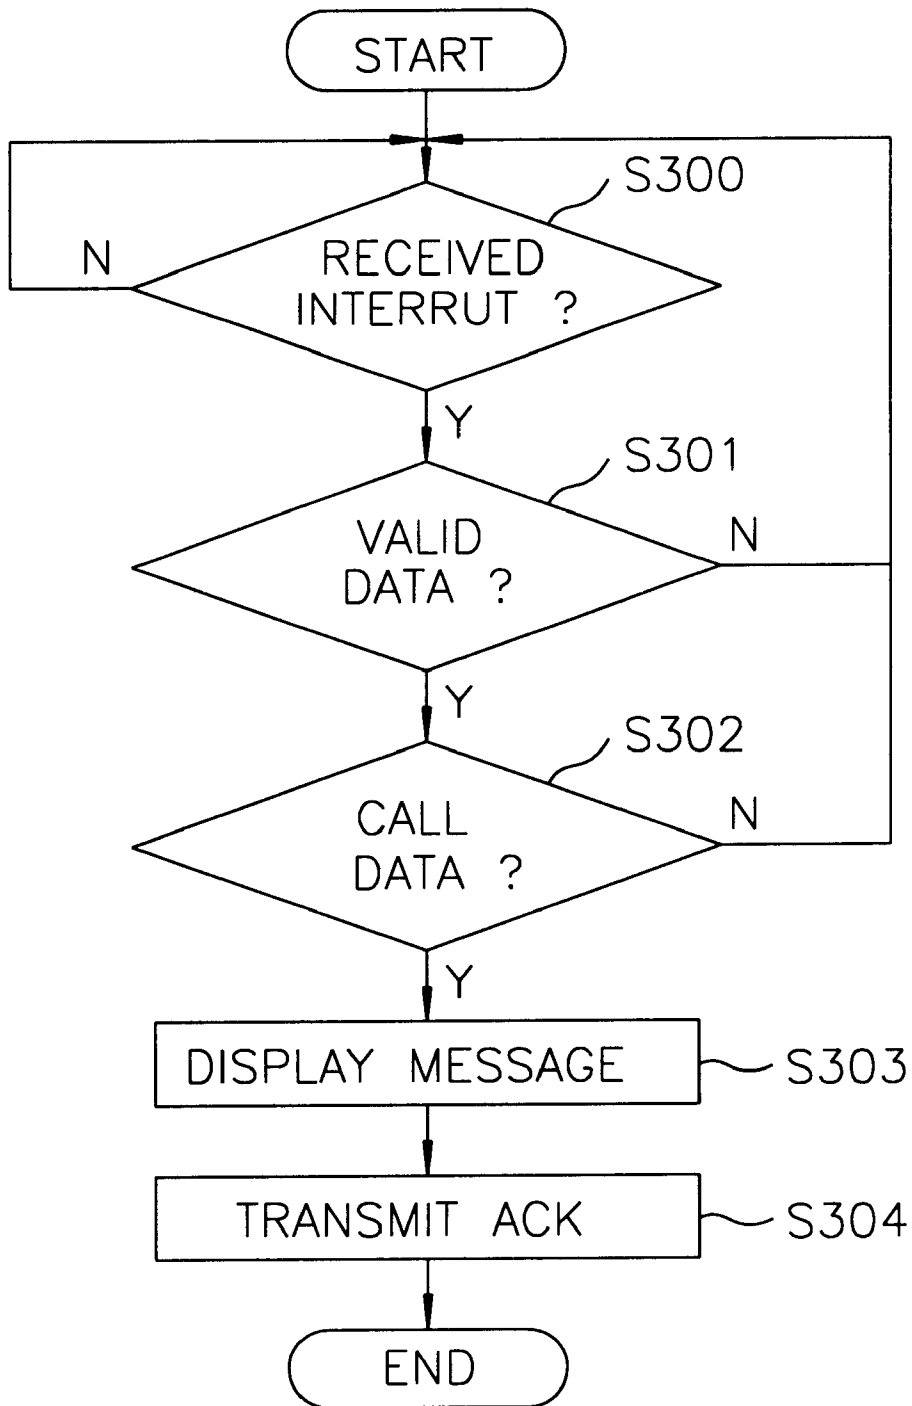 START
S300
N
RECEIVED
INTERRUT ?
Y
S301
VALID
DATA ?
N
Y
S302
CALL
DATA ?
N
Y
DISPLAY MESSAGE
S303
TRANSMIT ACK
S304
END